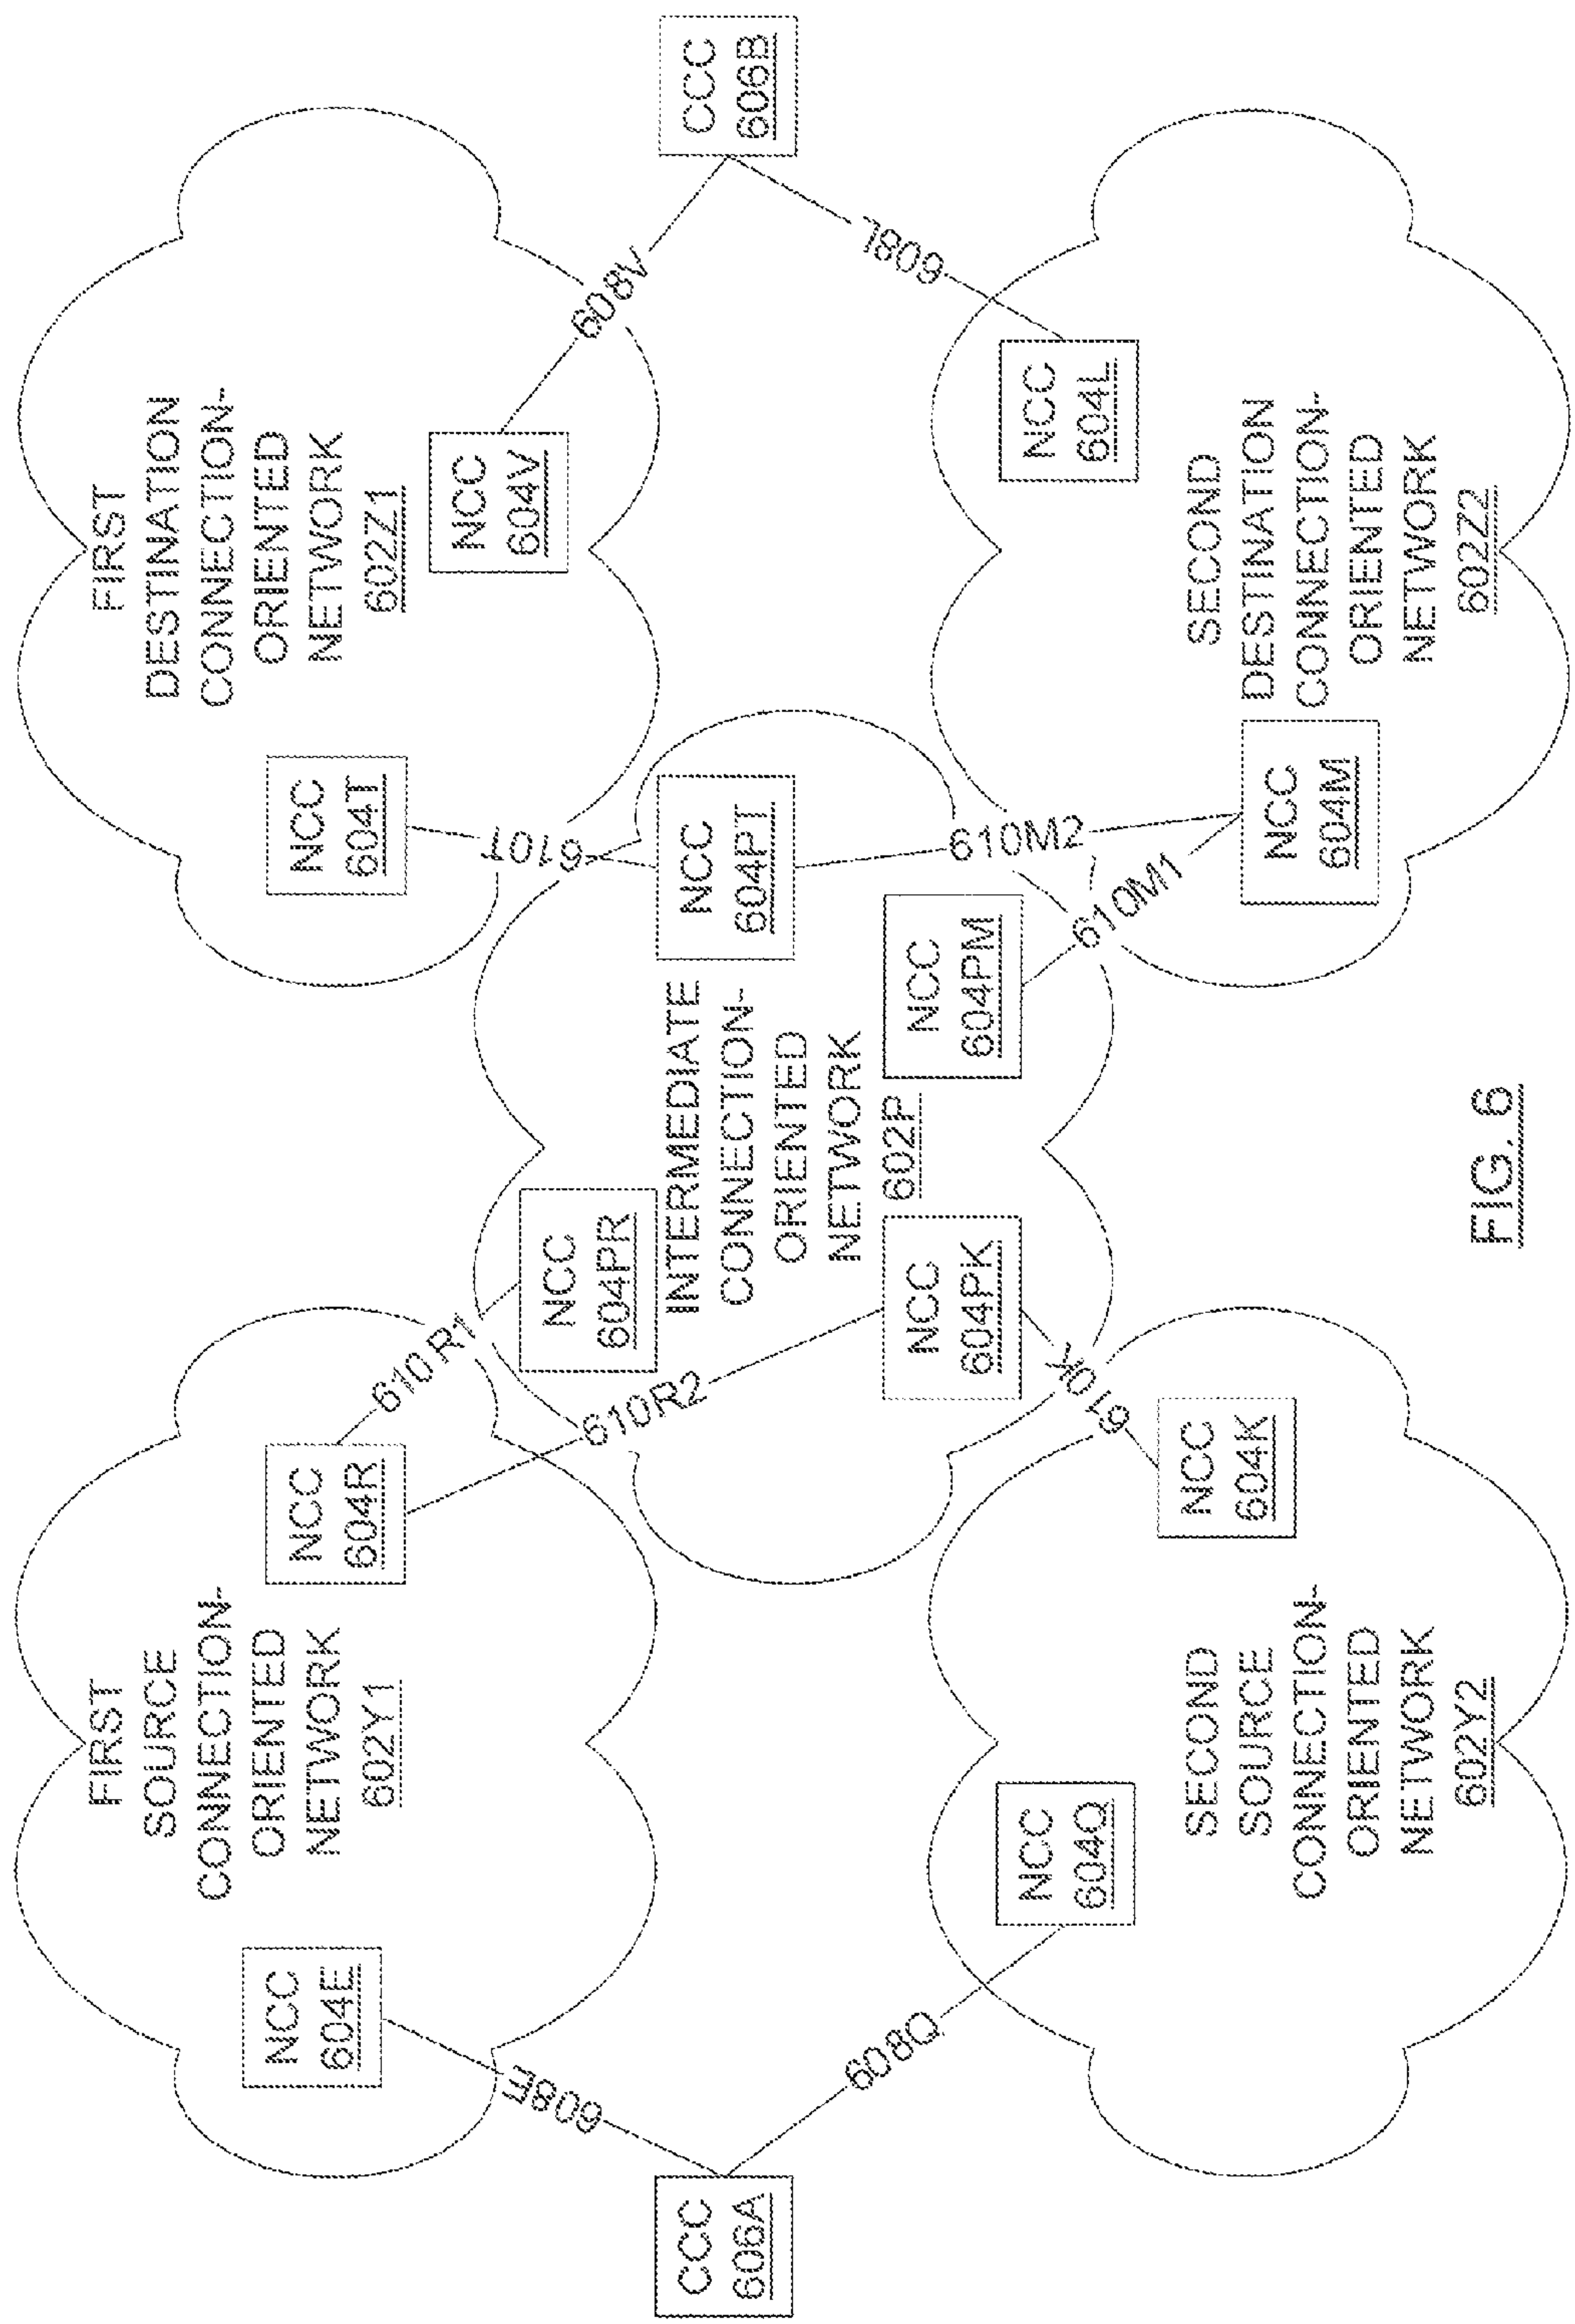 FIRST
SOURCE
CONNECTION-
ORIENTED
NETWORK
602Y1
NCC
604E
NCC
604R
610R1
610R2
608E
CCC
606A
608Q
SECOND
SOURCE
CONNECTION-
ORIENTED
NETWORK
602Y2
NCC
604Q
NCC
604K
610K
NCC
604PR
INTERMEDIATE
CONNECTION-
ORIENTED
NETWORK
602P
NCC
604PK
NCC
604PT
NCC
604PM
610T
610M2
610M1
FIRST
DESTINATION
CONNECTION-
ORIENTED
NETWORK
602Z1
NCC
604T
NCC
604V
608V
CCC
606B
608L
NCC
604L
SECOND
DESTINATION
CONNECTION-
ORIENTED
NETWORK
602Z2
NCC
604M
FIG. 6